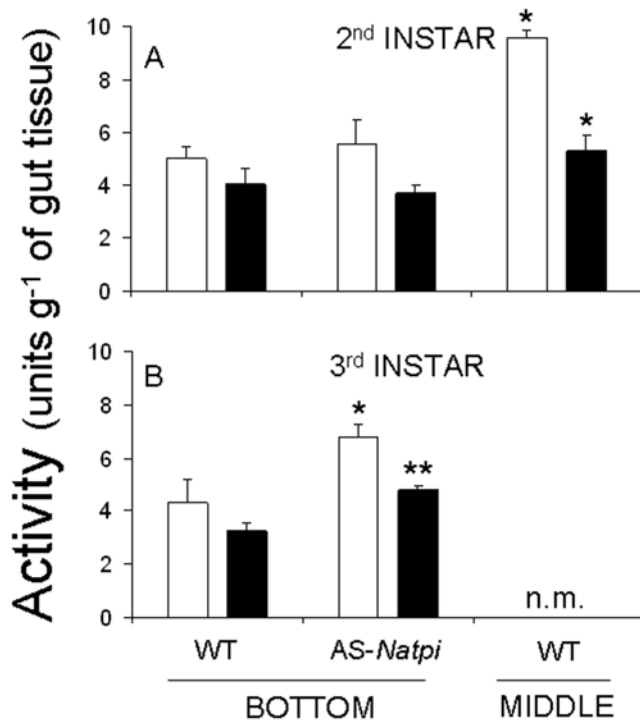 Activity (units g⁻¹ of gut tissue)
A
2nd INSTAR
10
8
6
4
2
0
*
*
B
3rd INSTAR
10
8
6
4
2
0
*
**
n.m.
WT
AS-Natpi
WT
BOTTOM
MIDDLE